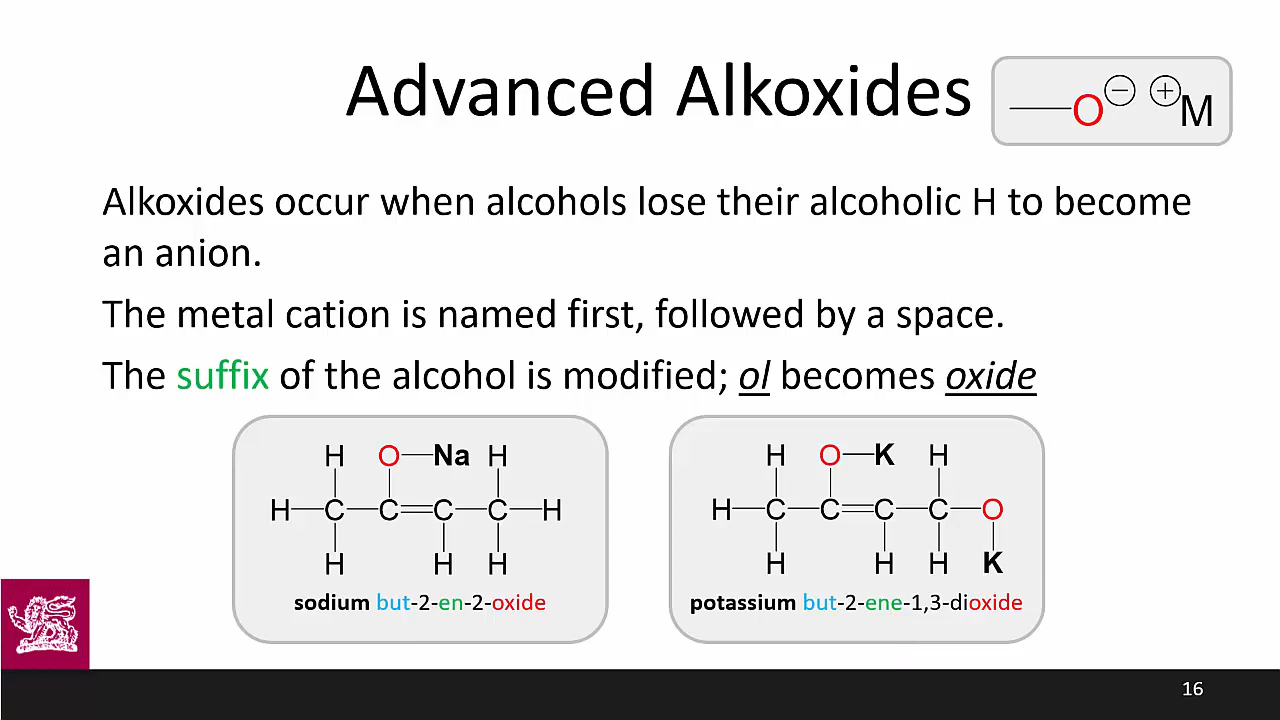 Advanced Alkoxides
O − + M
Alkoxides occur when alcohols lose their alcoholic H to become
an anion.
The metal cation is named first, followed by a space.
The suffix of the alcohol is modified; ol becomes oxide
H O Na H
H C C C C H
H H H
sodium but-2-en-2-oxide
H O K H
H C C C C O
H H H K
potassium but-2-ene-1,3-dioxide
16